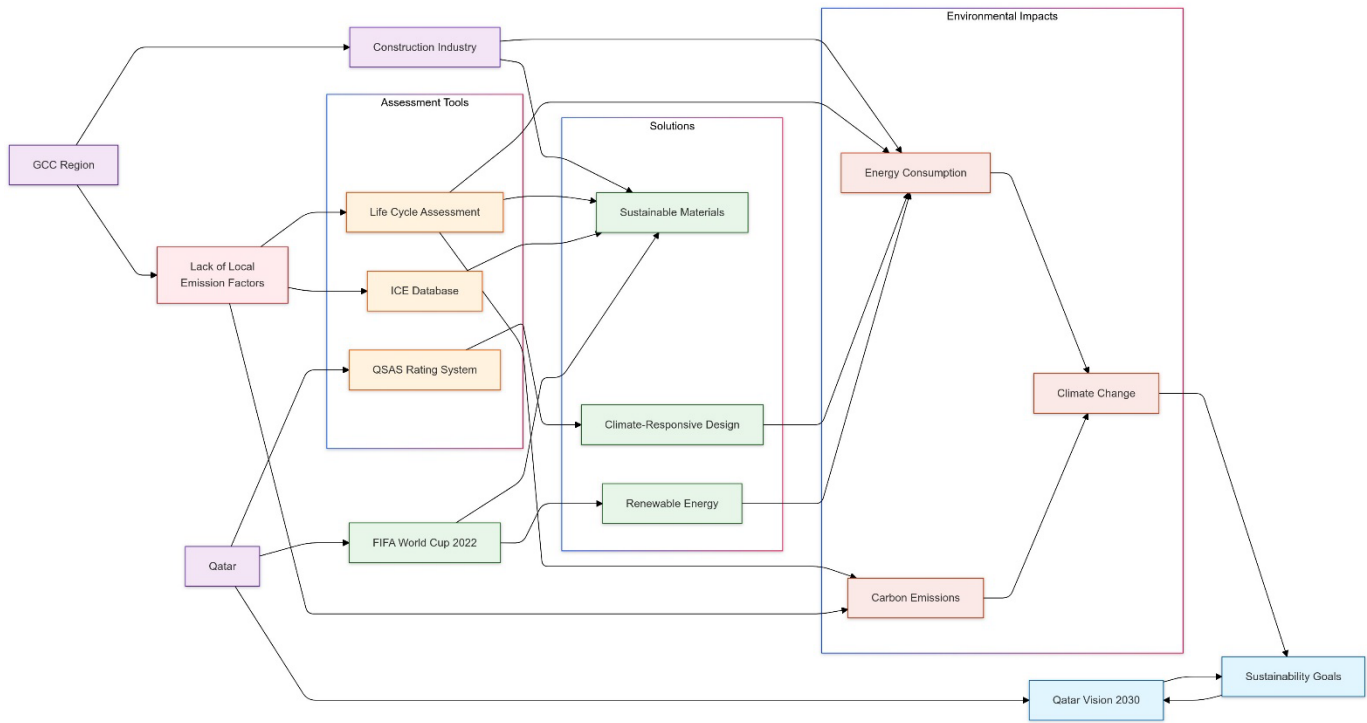 Environmental Impacts
Construction Industry
Assessment Tools
Solutions
GCC Region
Energy Consumption
Life Cycle Assessment
Sustainable Materials
Lack of Local
Emission Factors
ICE Database
QSAS Rating System
Climate Change
Climate-Responsive Design
Renewable Energy
FIFA World Cup 2022
Qatar
Carbon Emissions
Sustainability Goals
Qatar Vision 2030